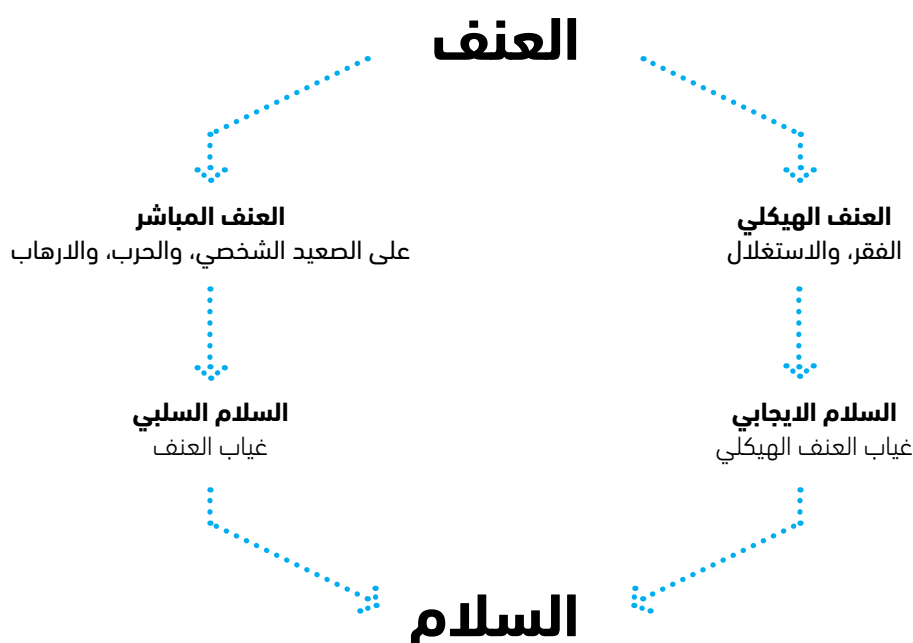 العنف
العنف الهيكلي
الفقر، والاستغلال
العنف المباشر
على الصعيد الشخصي، والحرب، والارهاب
السلام الايجابي
غياب العنف الهيكلي
السلام السلبي
غياب العنف
السلام